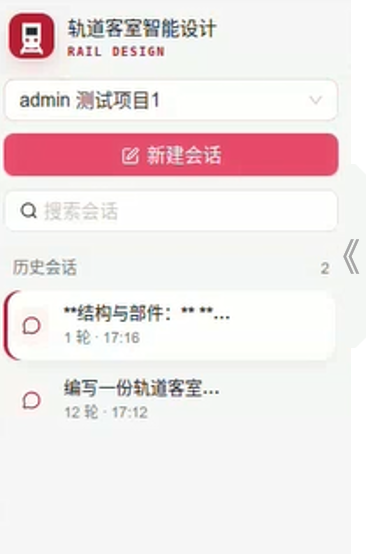 轨道客室智能设计
RAIL DESIGN
admin 测试项目1
新建会话
搜索会话
历史会话 2
**结构与部件：** **...
1 轮 · 17:16
编写一份轨道客室...
12 轮 · 17:12